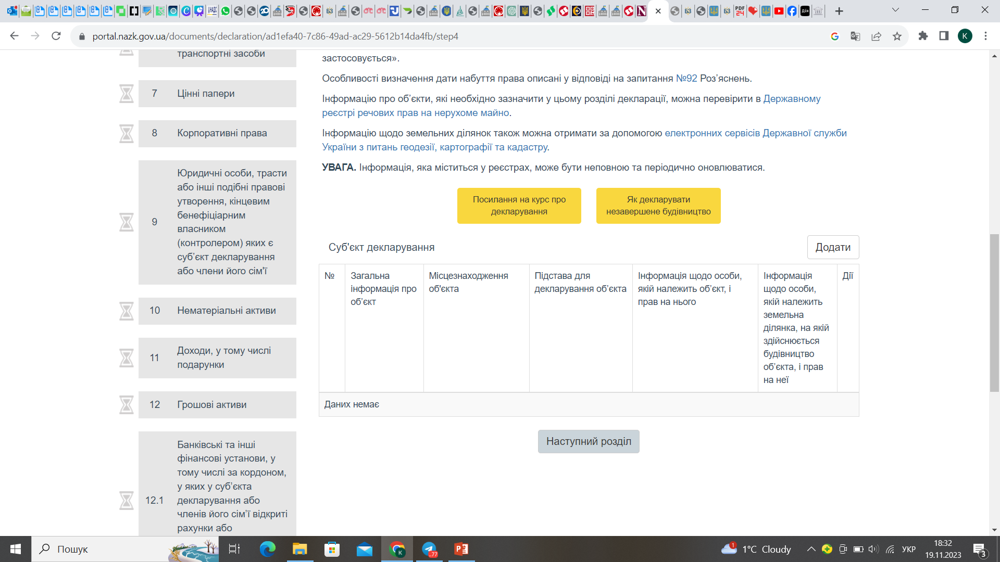 portal.nazk.gov.ua/documents/declaration/ad1efa40-7c86-49ad-ac29-5612b14da4fb/step4
K
транспортні засоби
7 Цінні папери
8 Корпоративні права
9 Юридичні особи, трасти
або інші подібні правові
утворення, кінцевим
бенефіціарним
власником
(контролером) яких є
суб’єкт декларування
або члени його сім'ї
10 Нематеріальні активи
11 Доходи, у тому числі
подарунки
12 Грошові активи
12.1 Банківські та інші
фінансові установи, у
тому числі за кордоном,
у яких у суб’єкта
декларування або
членів його сім’ї відкриті
рахунки або
застосовується».
Особливості визначення дати набуття права описані у відповіді на запитання №92 Роз’яснень.
Інформацію про об’єкти, які необхідно зазначити у цьому розділі декларації, можна перевірити в Державному
реєстрі речових прав на нерухоме майно.
Інформацію щодо земельних ділянок також можна отримати за допомогою електронних сервісів Державної служби
України з питань геодезії, картографії та кадастру.
УВАГА. Інформація, яка міститься у реєстрах, може бути неповною та періодично оновлюватися.
Посилання на курс про
декларування
Як декларувати
незавершене будівництво
Суб'єкт декларування
Додати
№
Загальна
інформація про
об’єкт
Місцезнаходження
об'єкта
Підстава для
декларування об’єкта
Інформація щодо особи,
якій належить об’єкт, і
прав на нього
Інформація
щодо особи,
якій належить
земельна
ділянка, на якій
здійснюється
будівництво
об’єкта, і прав
на неї
Дії
Даних немає
Наступний розділ
Пошук
1°C Cloudy
УКР
18:32
19.11.2023
3